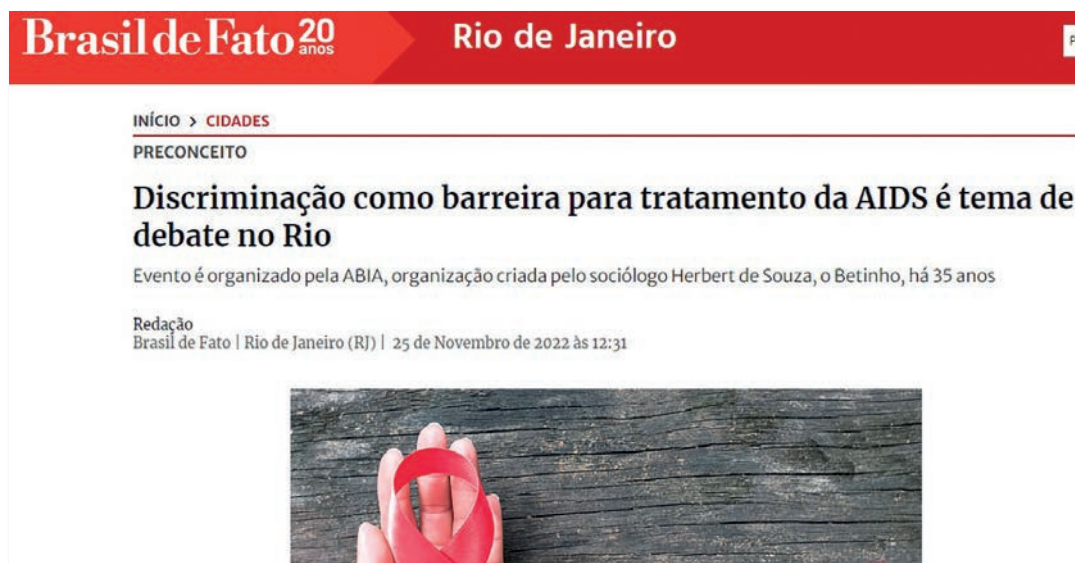 Brasil de Fato 20 anos
Rio de Janeiro
INÍCIO > CIDADES
PRECONCEITO
Discriminação como barreira para tratamento da AIDS é tema de
debate no Rio
Evento é organizado pela ABIA, organização criada pelo sociólogo Herbert de Souza, o Betinho, há 35 anos
Redação
Brasil de Fato | Rio de Janeiro (RJ) | 25 de Novembro de 2022 às 12:31